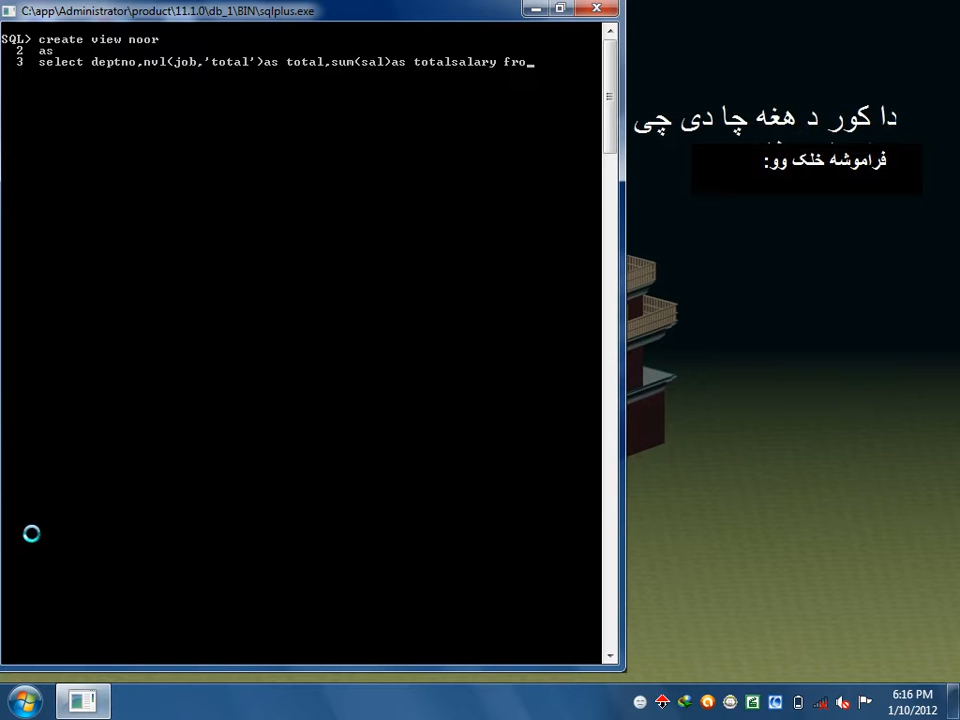 C:\app\Administrator\product\11.1.0\db_1\BIN\sqlplus.exe
SQL> create view noor
2 as
3 select deptno,nvl(job,'total')as total,sum(sal)as totalsalary fro_
دا کور د هغه چا دی چی
فراموشه خلک وو:
6:16 PM
1/10/2012